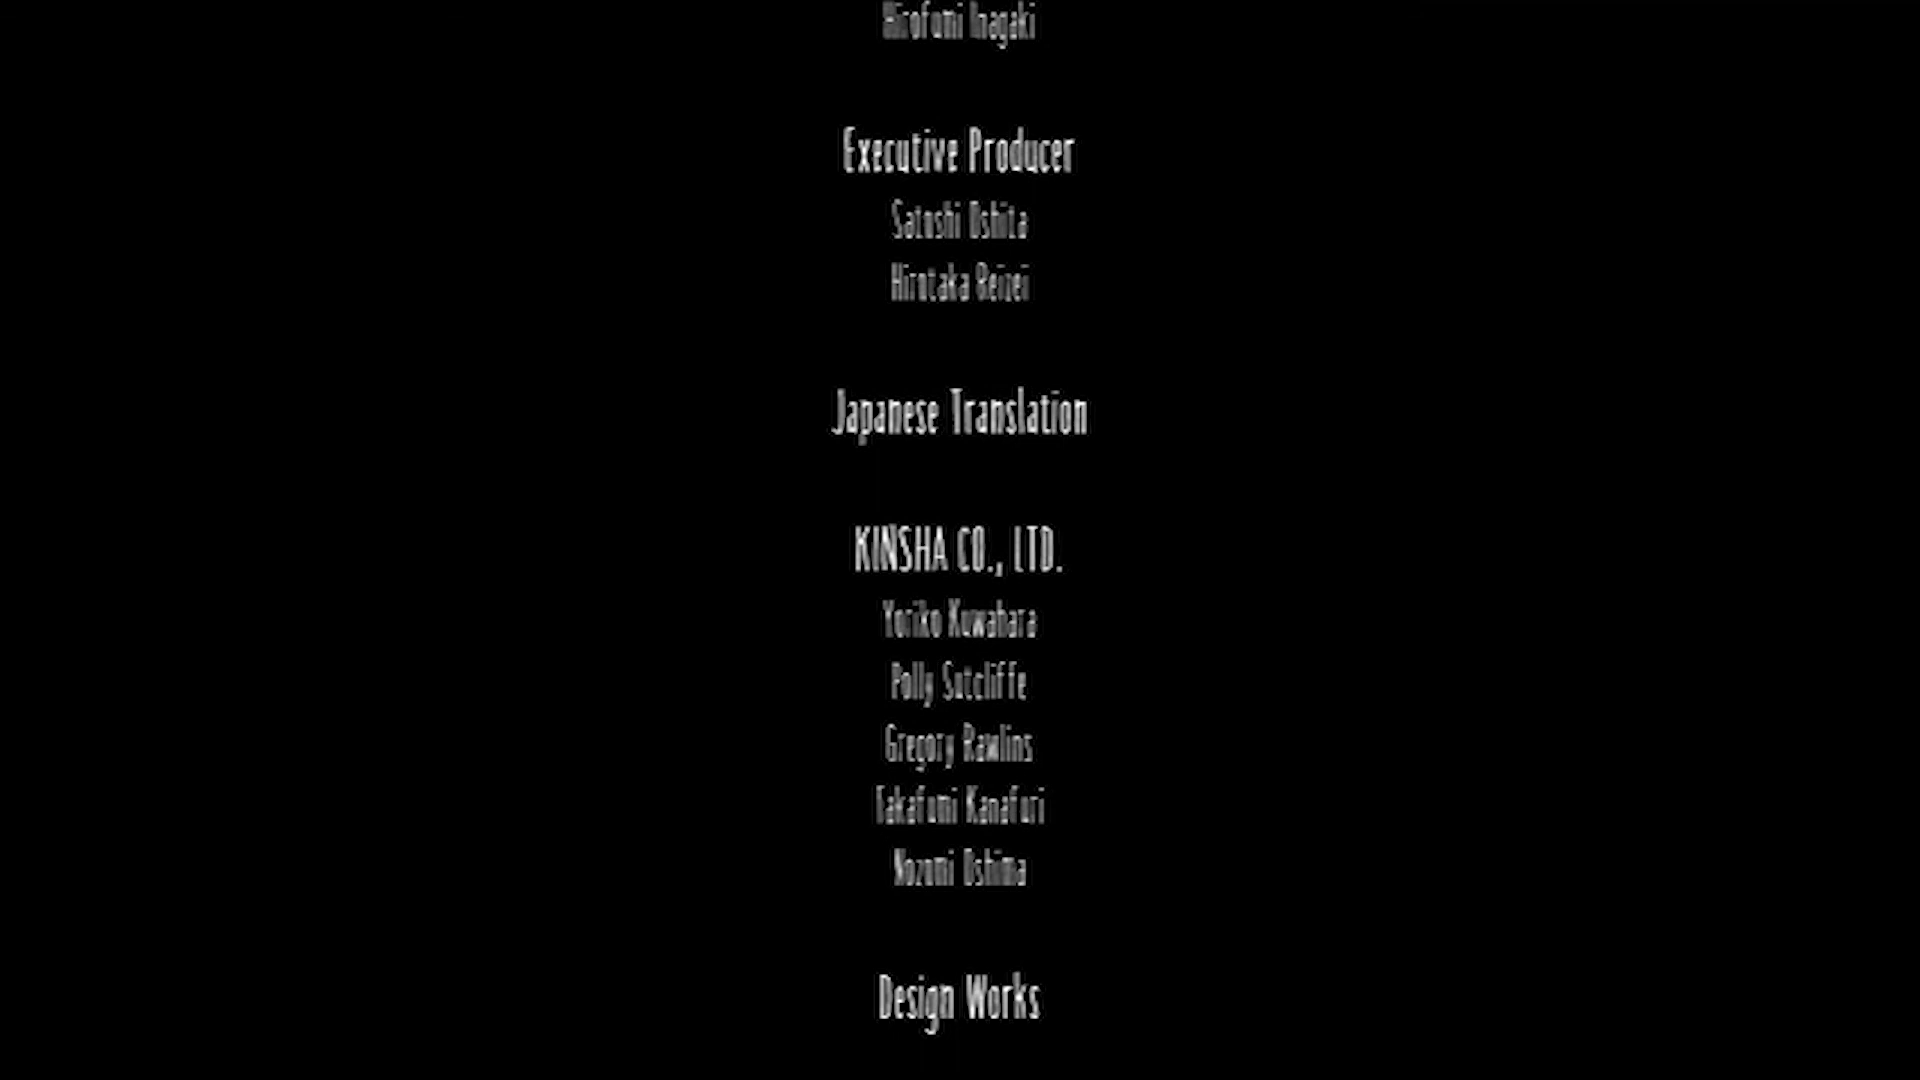 Hirofumi Inagaki
Executive Producer
Satoshi Oshita
Hirotaka Reizei
Japanese Translation
KINSHA CO., LTD.
Yoriko Kuwahara
Polly Sutcliffe
Gregory Rawlins
Takafumi Kanafuri
Nozomi Oshima
Design Works